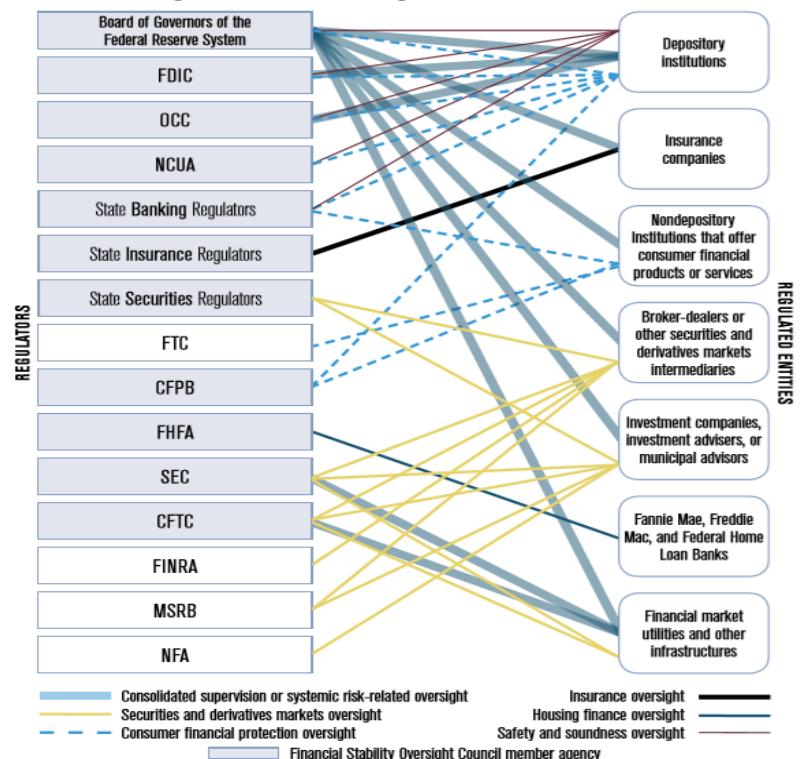 Board of Governors of the
Federal Reserve System
FDIC
OCC
NCUA
State Banking Regulators
State Insurance Regulators
State Securities Regulators
FTC
CFPB
FHFA
SEC
CFTC
FINRA
MSRB
NFA
REGULATORS
Depository
institutions
Insurance
companies
Nondepository
Institutions that offer
consumer financial
products or services
Broker-dealers or
other securities and
derivatives markets
intermediaries
Investment companies,
investment advisers, or
municipal advisors
Fannie Mae, Freddie
Mac, and Federal Home
Loan Banks
Financial market
utilities and other
infrastructures
REGULATED ENTITIES
Consolidated supervision or systemic risk-related oversight
Securities and derivatives markets oversight
Consumer financial protection oversight
Insurance oversight
Housing finance oversight
Safety and soundness oversight
Financial Stability Oversight Council member agency